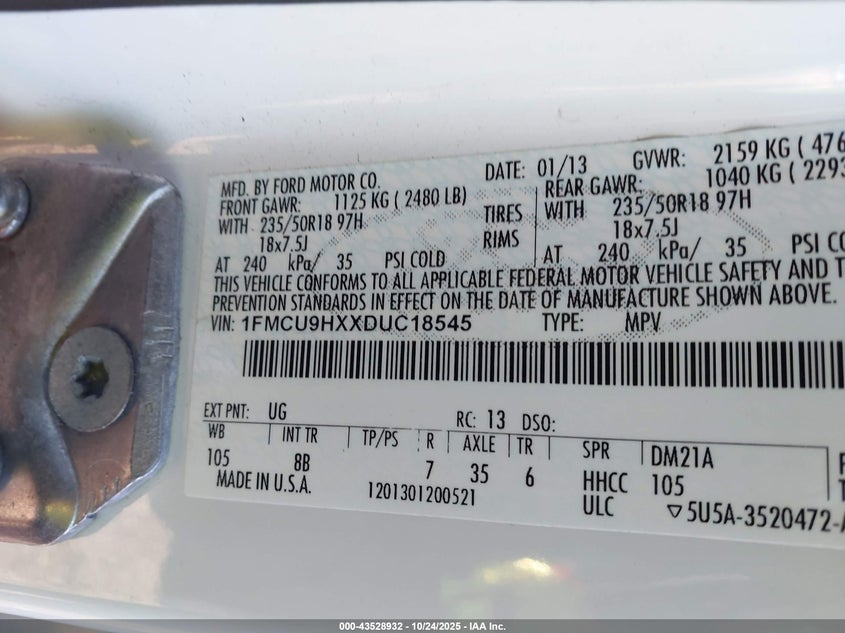 MFD. BY FORD MOTOR CO. DATE: 01/13 GVWR: 2159 KG ( 476
FRONT GAWR: 1125 KG ( 2480 LB) REAR GAWR: 1040 KG ( 2293
WITH 235/50R18 97H TIRES WITH 235/50R18 97H
18x7.5J RIMS 18x7.5J
AT 240 kPa/ 35 PSI COLD AT 240 kPa/ 35 PSI CO
THIS VEHICLE CONFORMS TO ALL APPLICABLE FEDERAL MOTOR VEHICLE SAFETY AND T
PREVENTION STANDARDS IN EFFECT ON THE DATE OF MANUFACTURE SHOWN ABOVE.
VIN: 1FMCU9HXXDUC18545 TYPE: MPV
EXT PNT: UG RC: 13 DSO:
WB INT TR TP/PS R AXLE TR SPR DM21A
105 8B 7 35 6 HHCC 105
MADE IN U.S.A. 1201301200521 ULC ▽5U5A-3520472-A
000-43528932 - 10/24/2025 - IAA Inc.